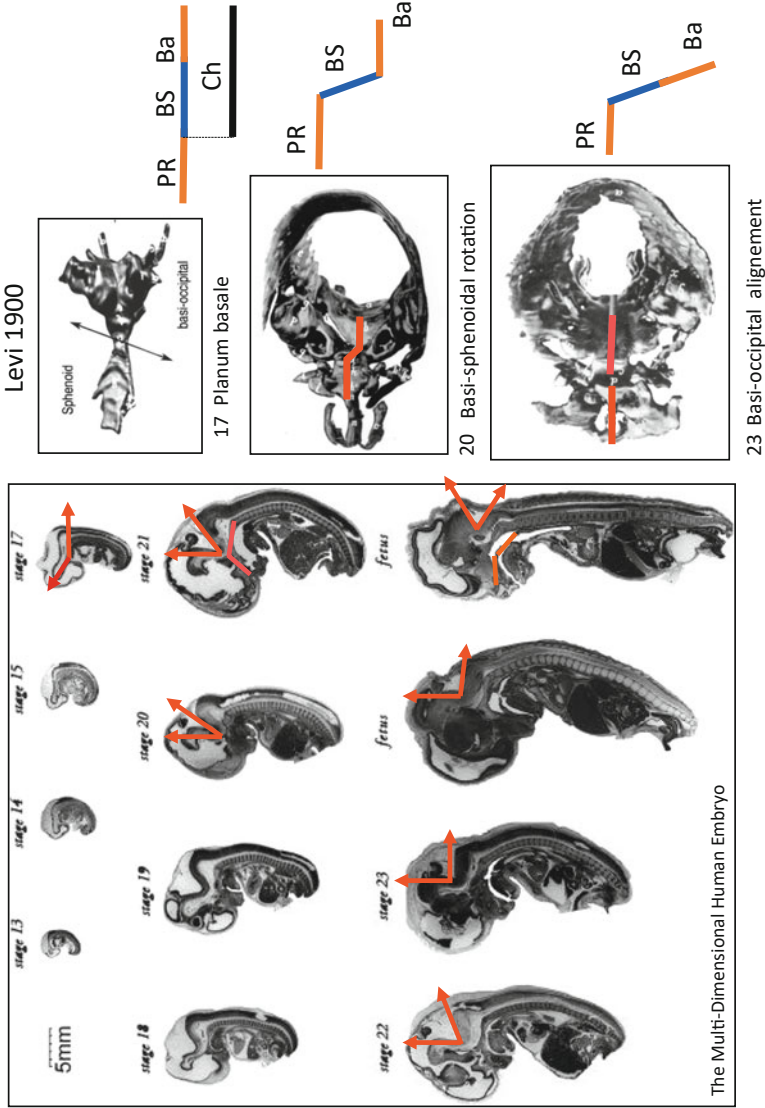 Levi 1900
Sphenoid
basi-occipital
17 Planum basale
PR
BS
Ba
Ch
20 Basi-sphenoidal rotation
PR
BS
Ba
23 Basi-occipital alignement
PR
BS
Ba
5mm
stage 13
stage 14
stage 15
stage 17
stage 18
stage 19
stage 20
stage 21
stage 22
stage 23
fetus
fetus
The Multi-Dimensional Human Embryo